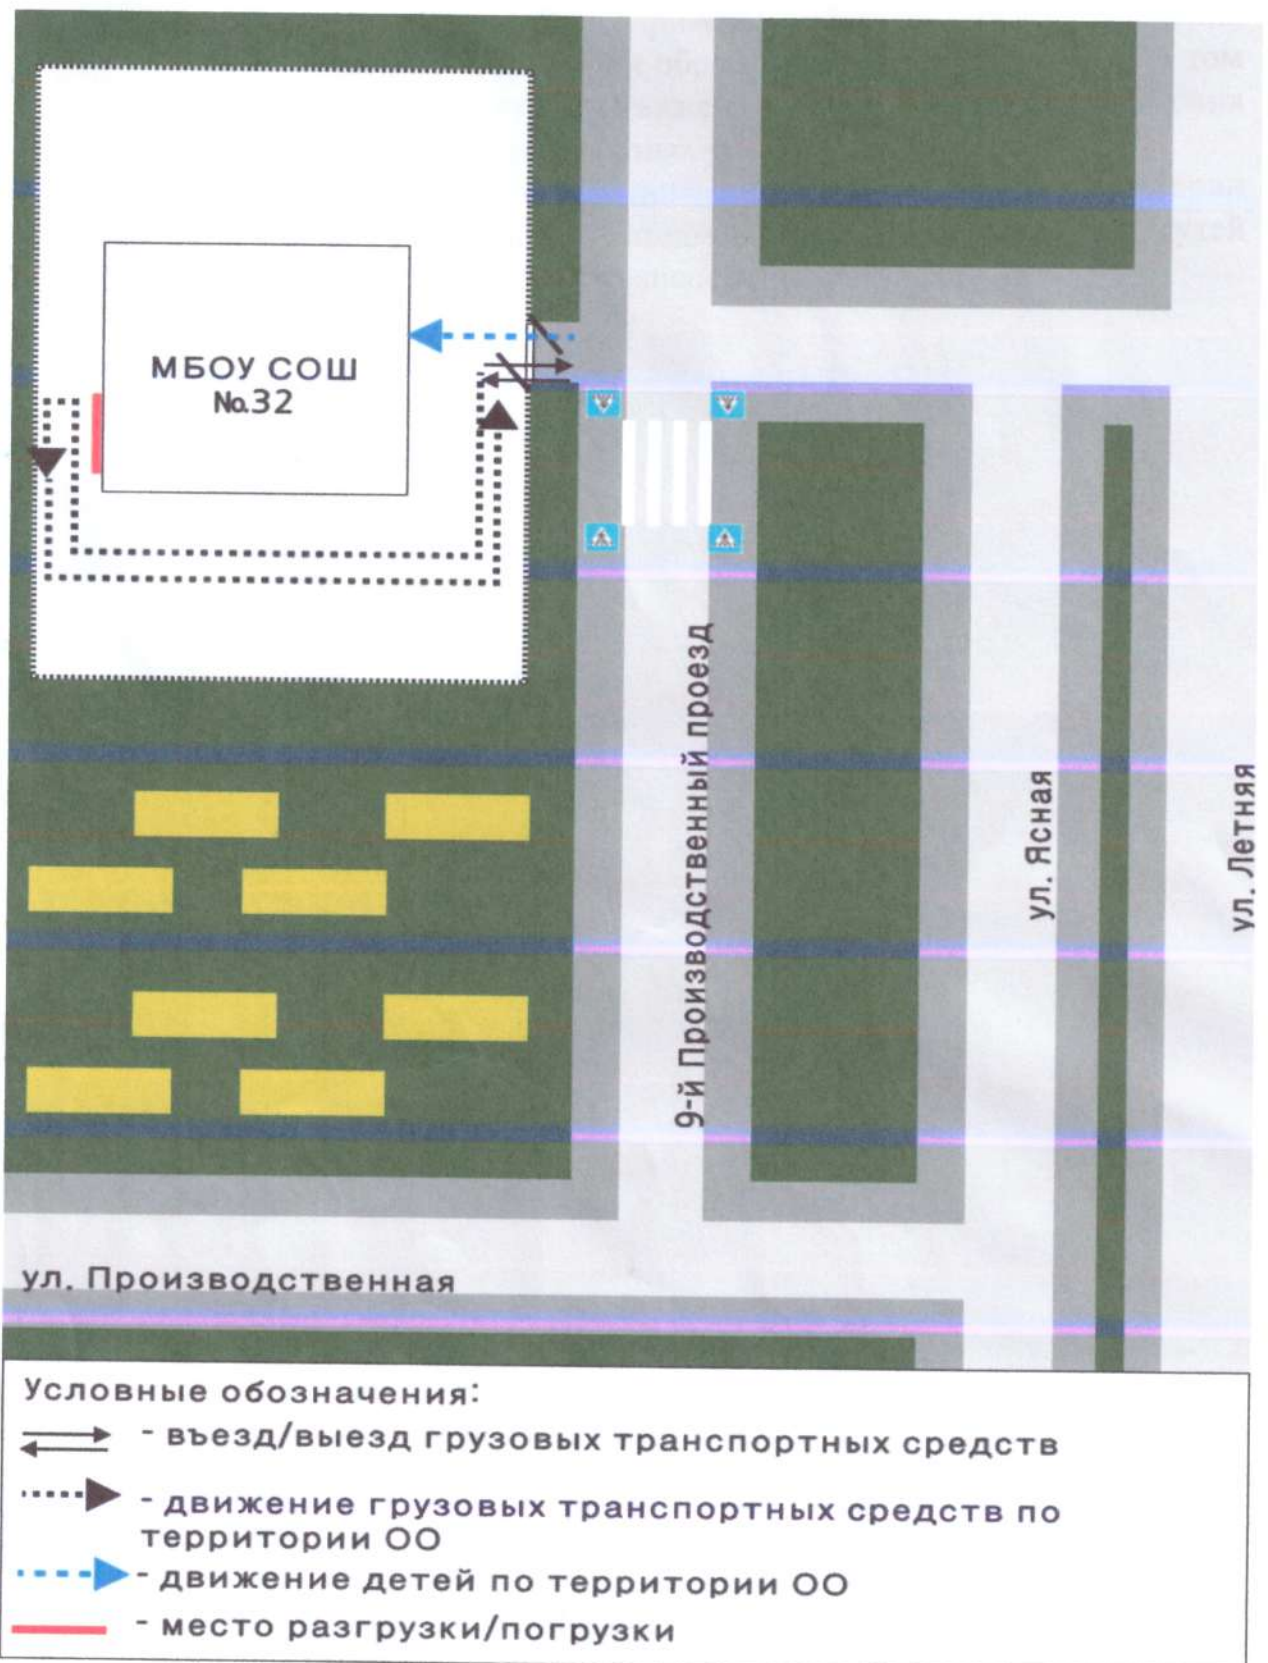 МБОУ СОШ
№32
9-й Производственный проезд
ул. Ясная
ул. Летняя
ул. Производственная
Условные обозначения:
- въезд/выезд грузовых транспортных средств
- движение грузовых транспортных средств по
территории ОО
- движение детей по территории ОО
- место разгрузки/погрузки